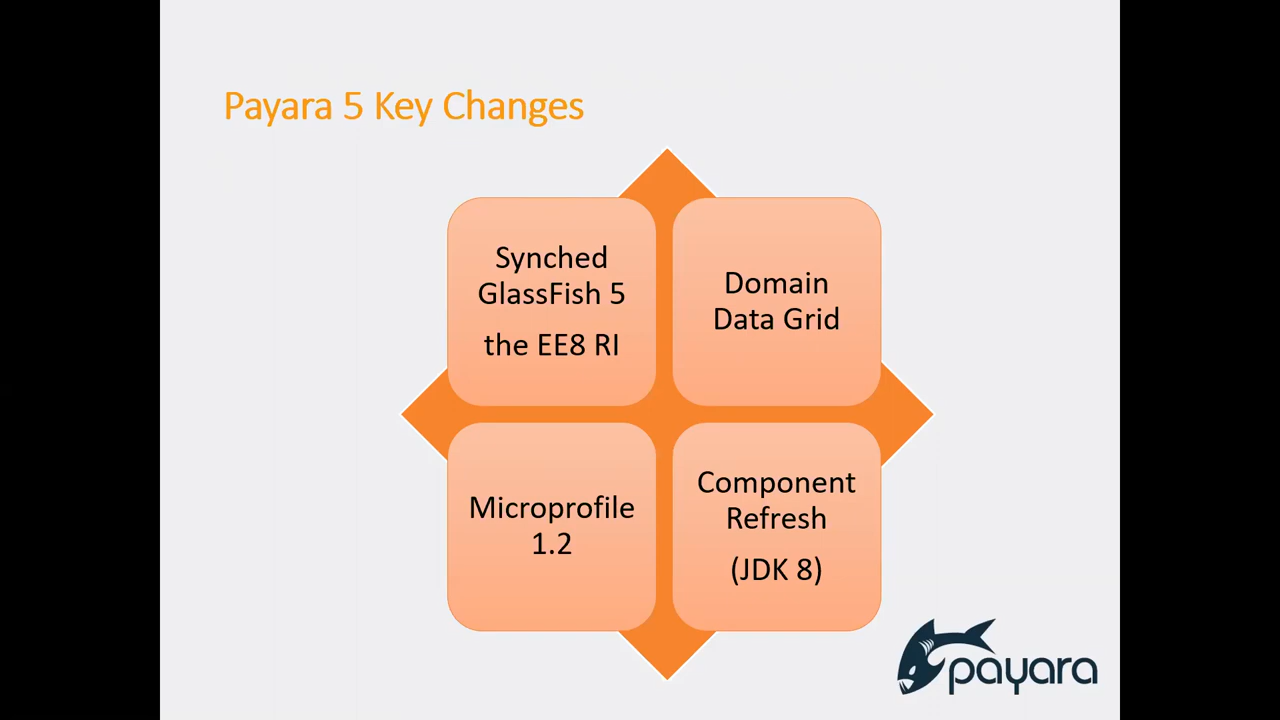 Payara 5 Key Changes
Synched
GlassFish 5
the EE8 RI
Domain
Data Grid
Microprofile
1.2
Component
Refresh
(JDK 8)
payara